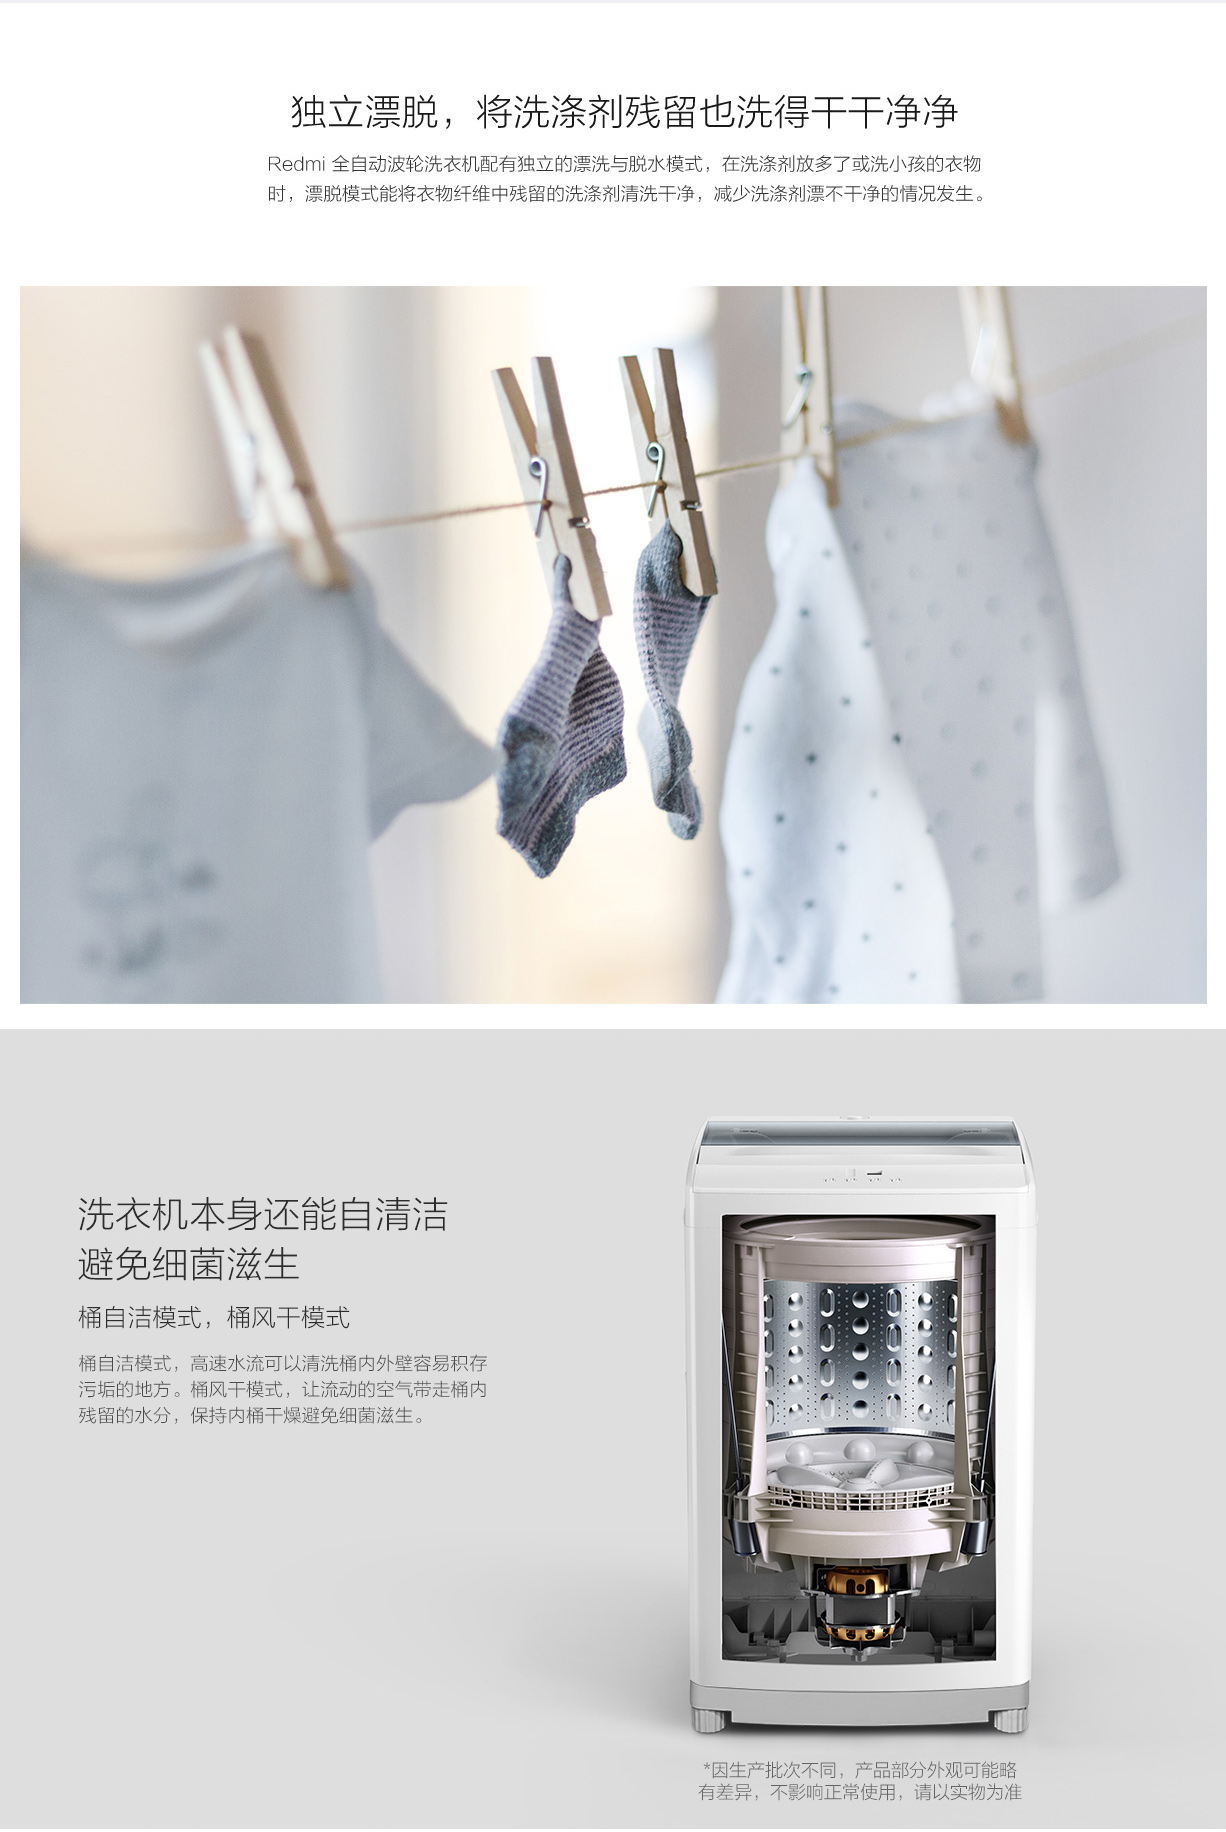 独立漂脱，将洗涤剂残留也洗得干干净净
Redmi 全自动波轮洗衣机配有独立的漂洗与脱水模式，在洗涤剂放多了或洗小孩的衣物
时，漂脱模式能将衣物纤维中残留的洗涤剂清洗干净，减少洗涤剂漂不干净的情况发生。
洗衣机本身还能自清洁
避免细菌滋生
桶自洁模式，桶风干模式
桶自洁模式，高速水流可以清洗桶内外壁容易积存
污垢的地方。桶风干模式，让流动的空气带走桶内
残留的水分，保持内桶干燥避免细菌滋生。
*因生产批次不同，产品部分外观可能略
有差异，不影响正常使用，请以实物为准